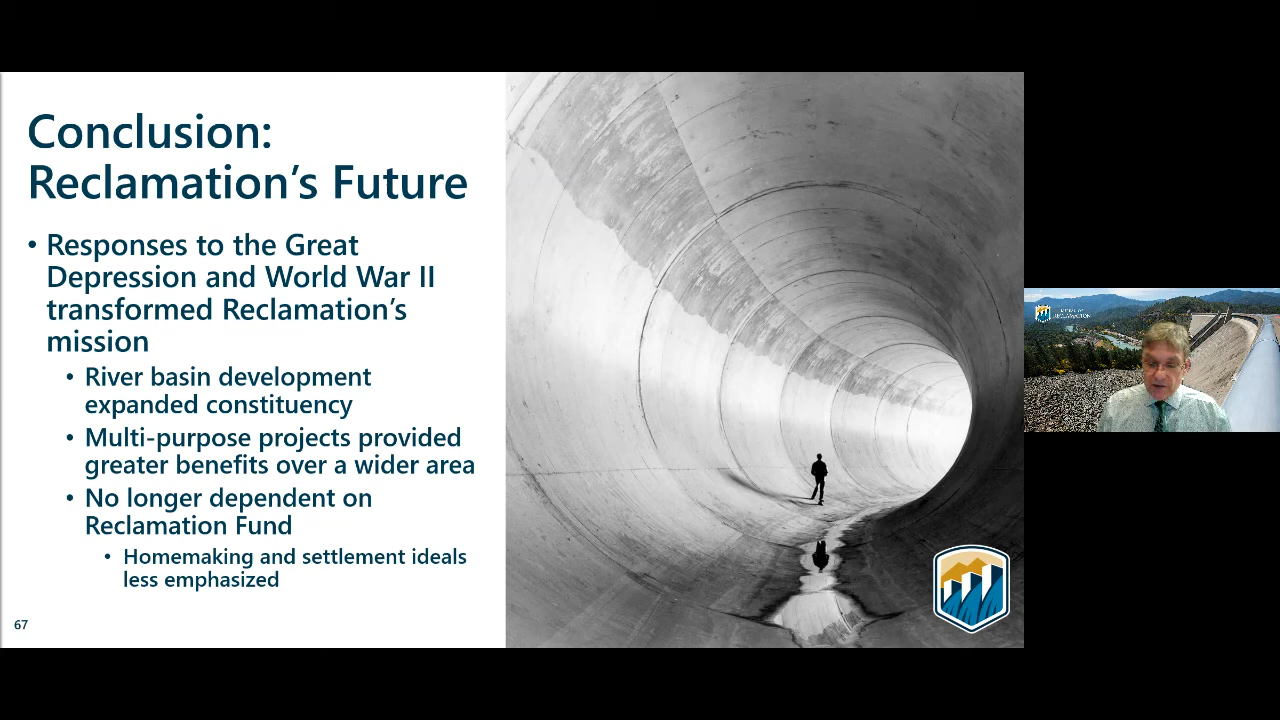 Conclusion:
Reclamation's Future
• Responses to the Great
Depression and World War II
transformed Reclamation's
mission
• River basin development
expanded constituency
• Multi-purpose projects provided
greater benefits over a wider area
• No longer dependent on
Reclamation Fund
• Homemaking and settlement ideals
less emphasized
67
RECLAMATION